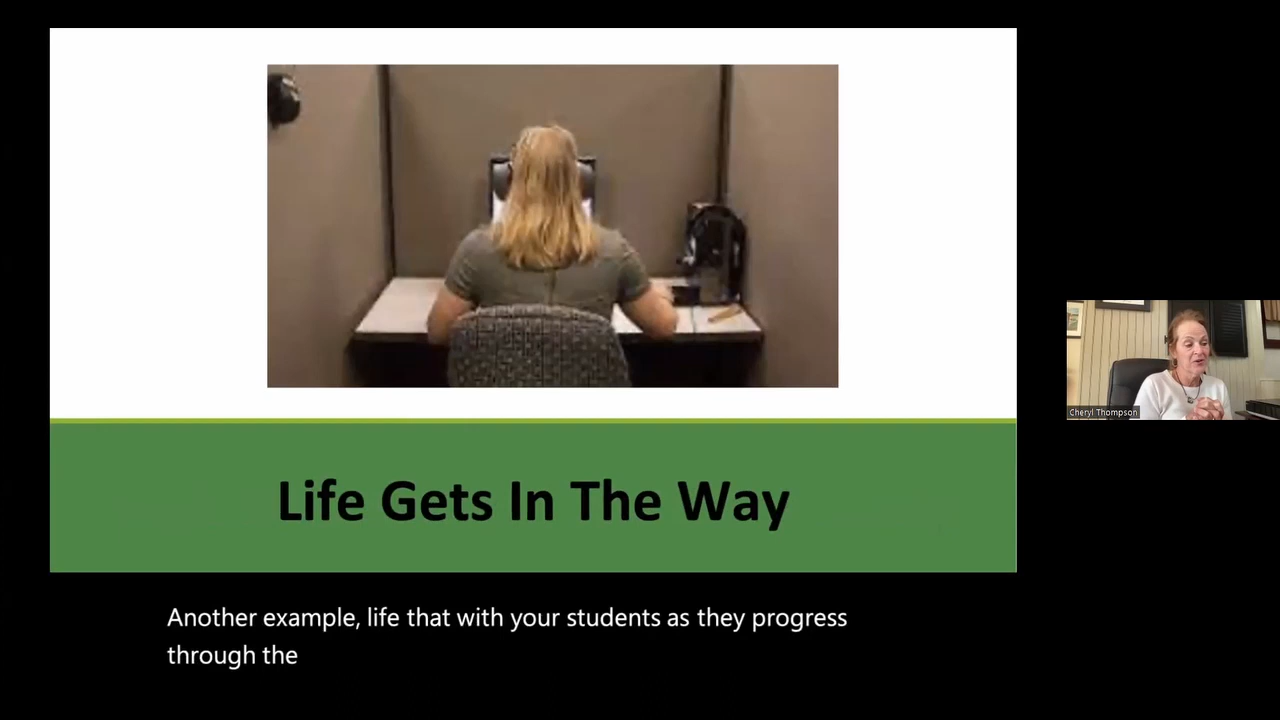 Life Gets In The Way
Cheryl Thompson
Another example, life that with your students as they progress
through the